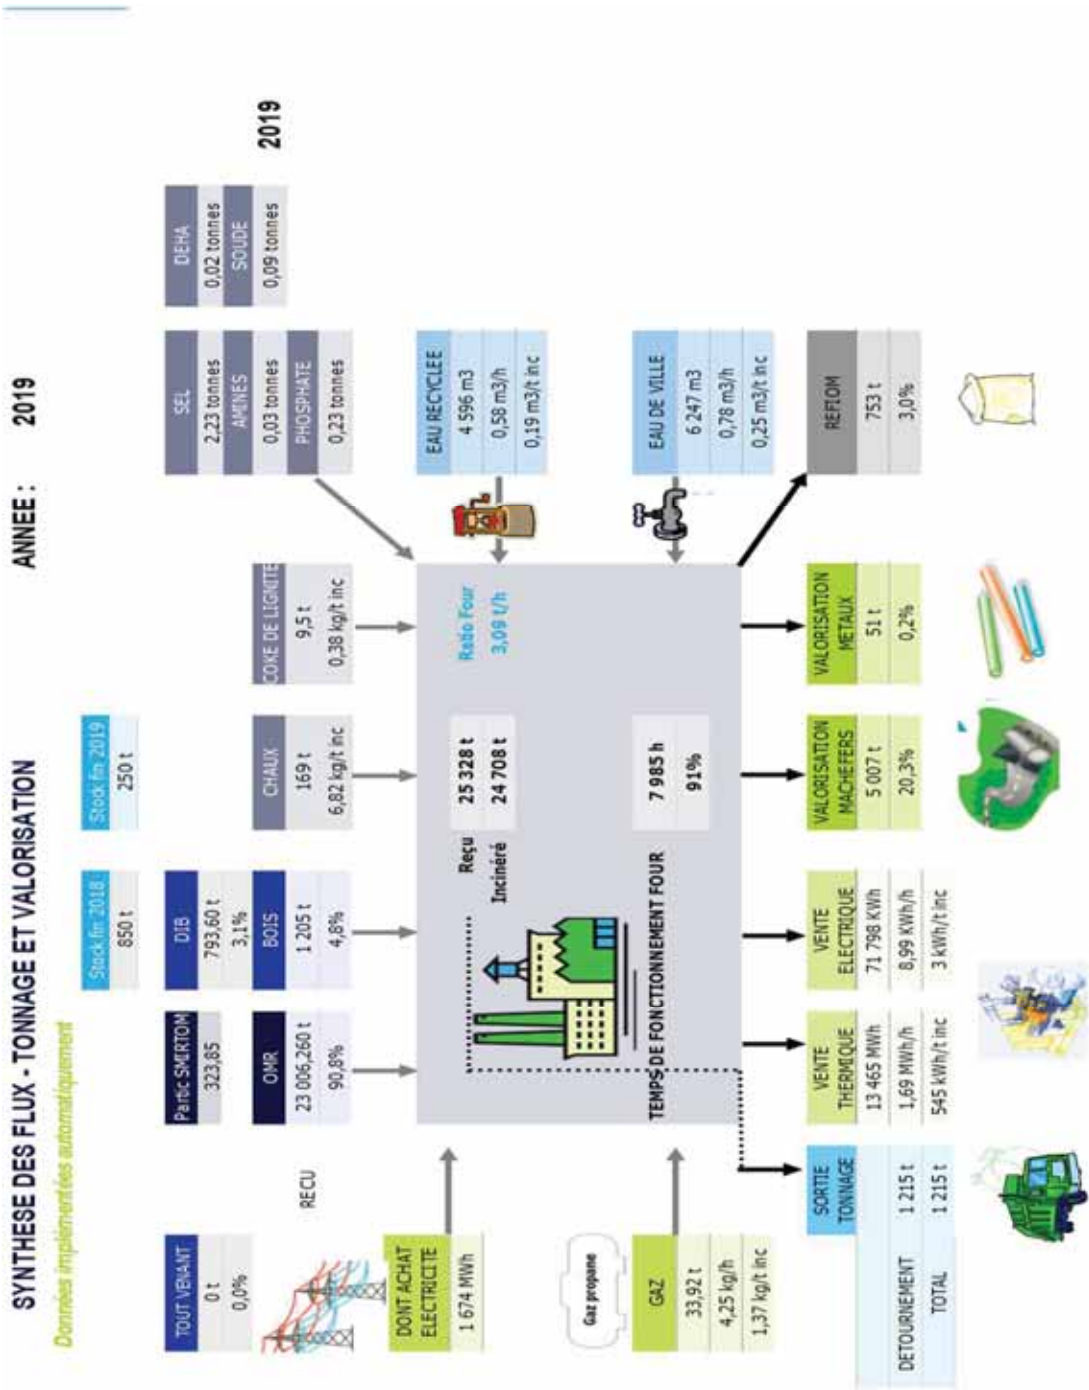 SYNTHESE DES FLUX - TONNAGE ET VALORISATION
ANNEE : 2019
Données implémentées automatiquement
2019
Stock fin 2018
850 t
Stock fin 2019
250 t
TOUT VENANT
0 t
0,0%
Partic SMIRTOM
323,85
OMR
23 006,260 t
90,8%
DIB
793,60 t
3,1%
BOIS
1 205 t
4,8%
CHAUX
169 t
6,82 kg/t inc
COKE DE LIGNITE
9,5 t
0,38 kg/t inc
SEL
2,23 tonnes
AMINES
0,03 tonnes
PHOSPHATE
0,23 tonnes
DEHA
0,02 tonnes
SOUDE
0,09 tonnes
RECU
DONT ACHAT
ELECTRICITE
1 674 MWh
Reçu 25 328 t
Incinéré 24 708 t
Ratio Four
3,09 t/h
EAU RECYCLEE
4 596 m3
0,58 m3/h
0,19 m3/t inc
Gaz propane
GAZ
33,92 t
4,25 kg/h
1,37 kg/t inc
TEMPS DE FONCTIONNEMENT FOUR
7 985 h
91%
EAU DE VILLE
6 247 m3
0,78 m3/h
0,25 m3/t inc
SORTIE
TONNAGE
DETOURNEMENT 1 215 t
TOTAL 1 215 t
VENTE
THERMIQUE
13 465 MWh
1,69 MWh/h
545 kWh/t inc
VENTE
ELECTRIQUE
71 798 KWh
8,99 KWh/h
3 kWh/t inc
VALORISATION
MACHEFERS
5 007 t
20,3%
VALORISATION
METAUX
51 t
0,2%
REFIOM
753 t
3,0%